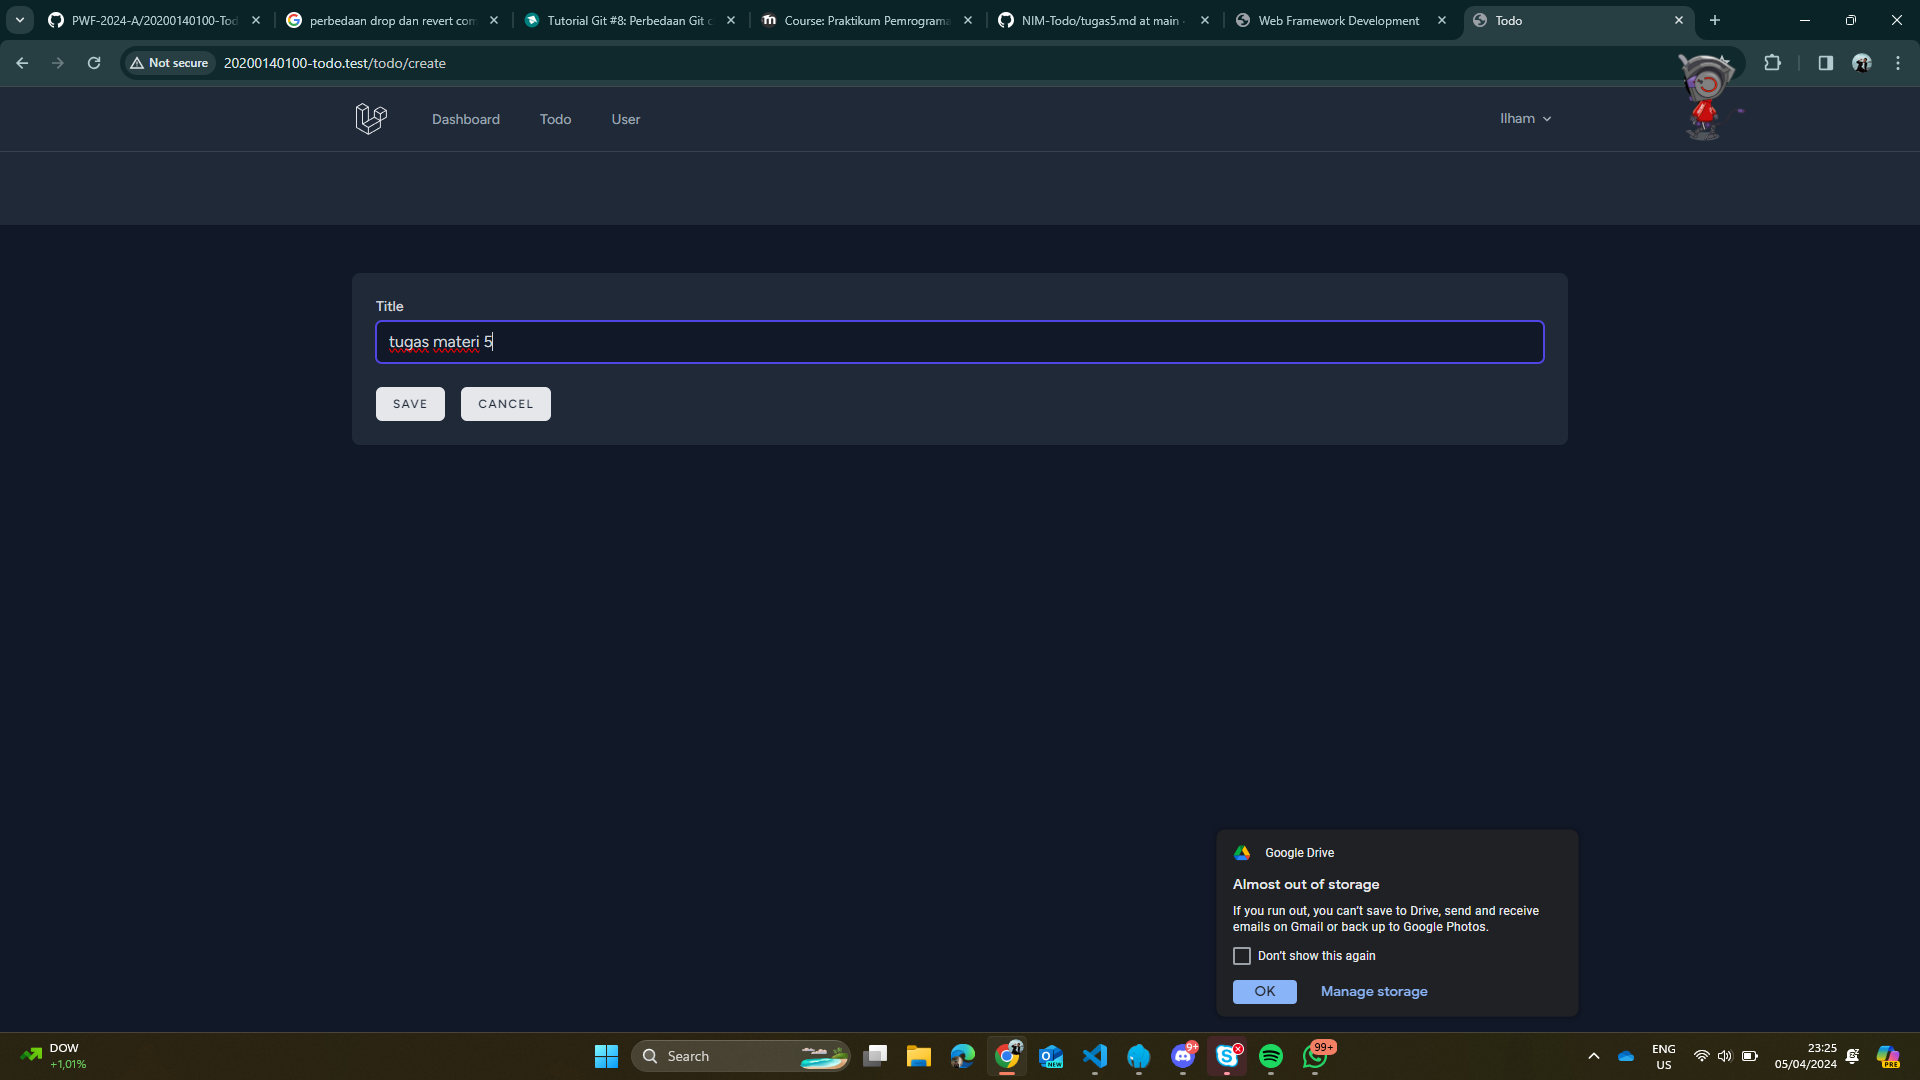 PWF-2024-A/20200140100-Tod
perbedaan drop dan revert com
Tutorial Git #8: Perbedaan Git c
Course: Praktikum Pemrograma
NIM-Todo/tugas5.md at main ·
Web Framework Development
Todo
Not secure
20200140100-todo.test/todo/create
Dashboard
Todo
User
Ilham
Title
tugas materi 5
SAVE
CANCEL
Google Drive
Almost out of storage
If you run out, you can't save to Drive, send and receive
emails on Gmail or back up to Google Photos.
Don't show this again
OK
Manage storage
DOW
+1,01%
Search
NEW
9+
99+
ENG
US
23:25
05/04/2024
PRE